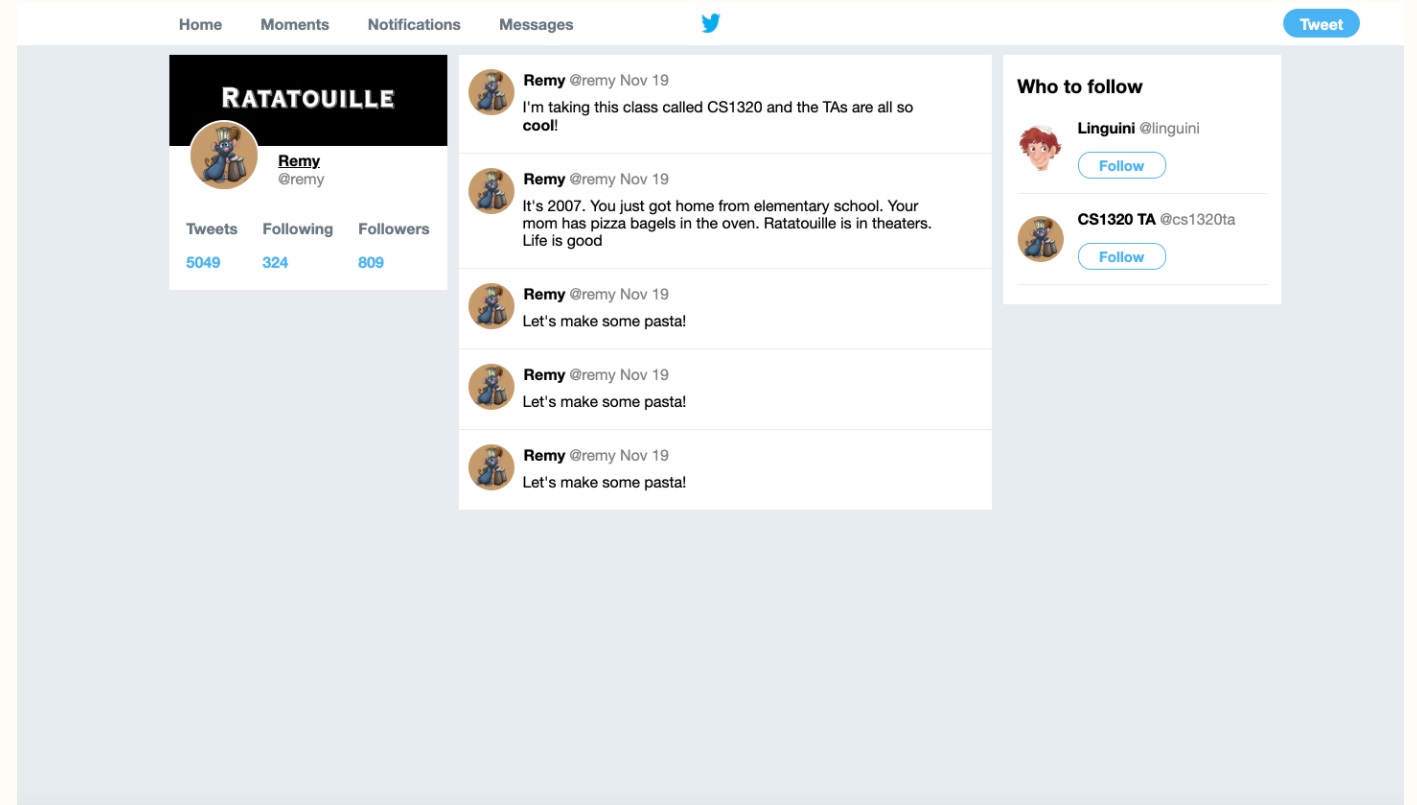 Home Moments Notifications Messages Tweet
RATATOUILLE
Remy
@remy
Tweets Following Followers
5049 324 809
Remy @remy Nov 19
I'm taking this class called CS1320 and the TAs are all so
cool!
Remy @remy Nov 19
It's 2007. You just got home from elementary school. Your
mom has pizza bagels in the oven. Ratatouille is in theaters.
Life is good
Remy @remy Nov 19
Let's make some pasta!
Remy @remy Nov 19
Let's make some pasta!
Remy @remy Nov 19
Let's make some pasta!
Who to follow
Linguini @linguini
Follow
CS1320 TA @cs1320ta
Follow